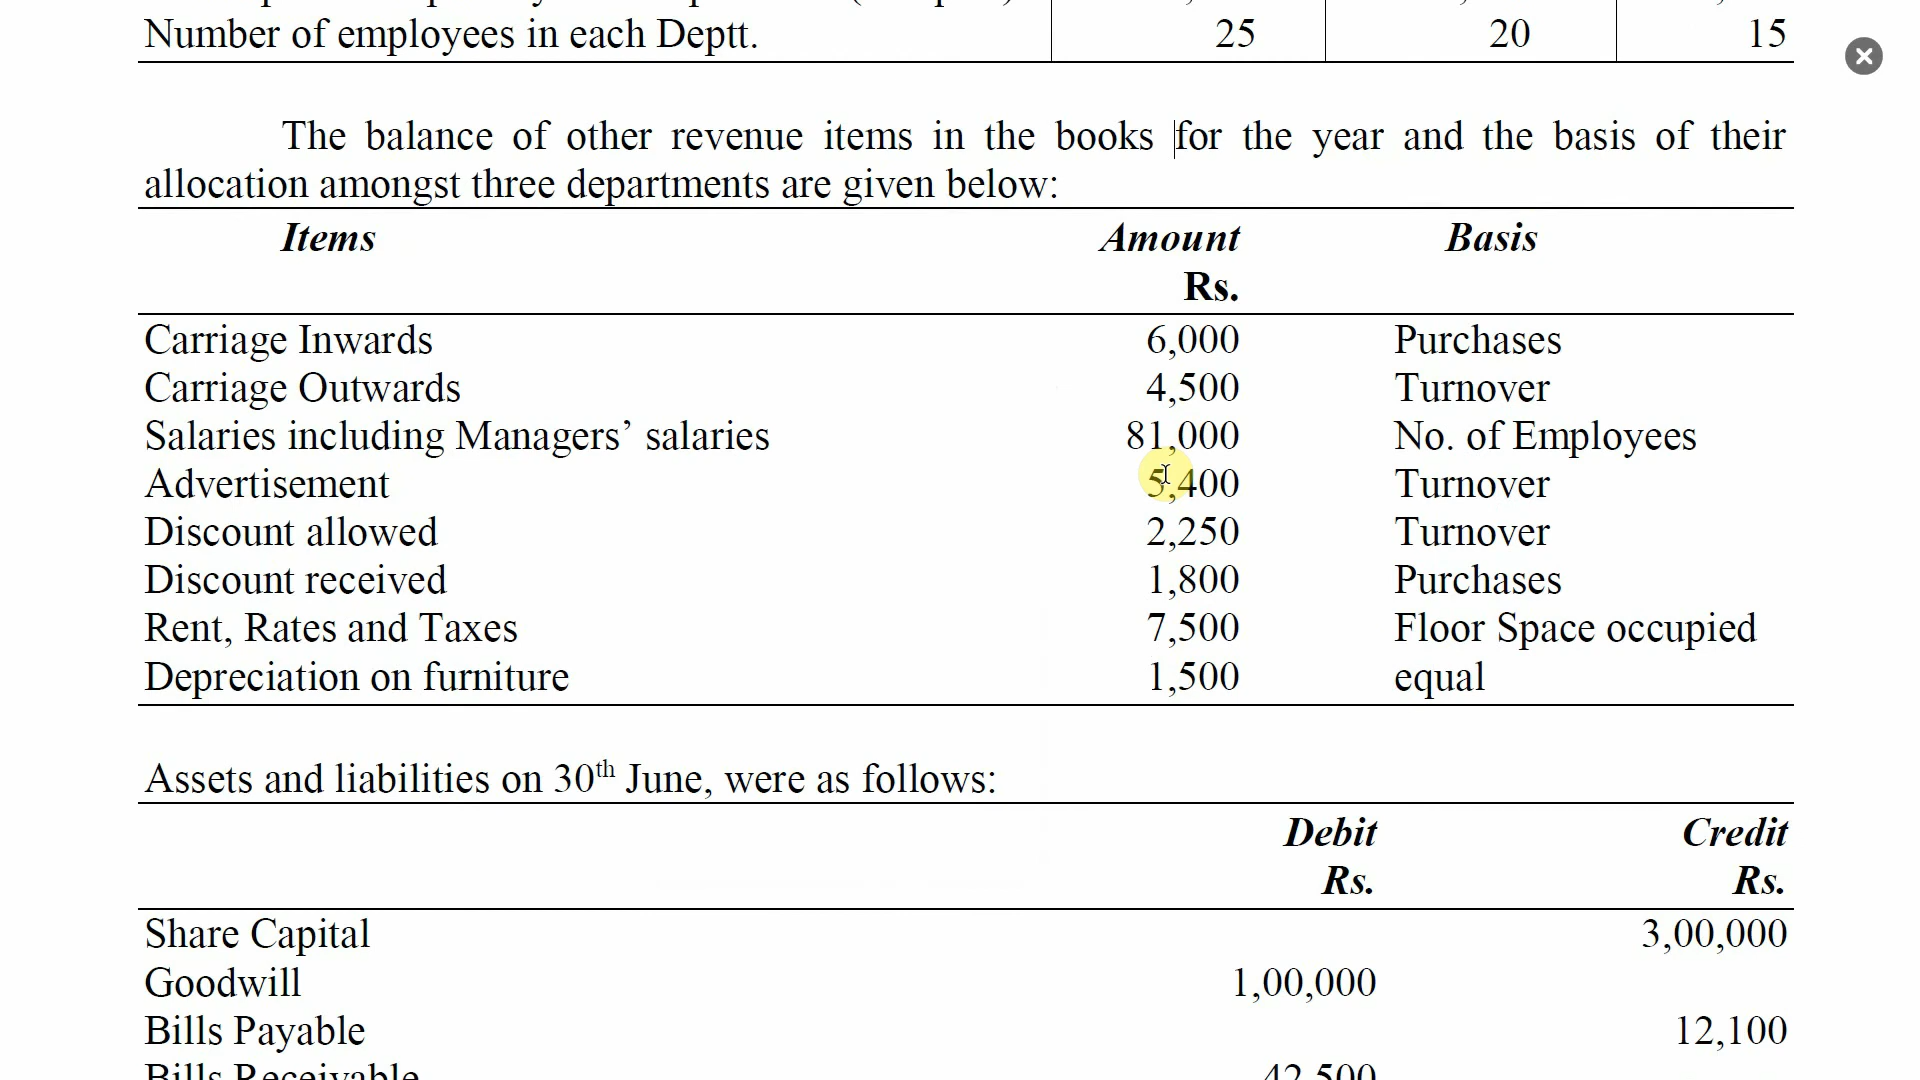 Number of employees in each Deptt. 25 20 15
The balance of other revenue items in the books for the year and the basis of their
allocation amongst three departments are given below:
Items Amount Basis
Rs.
Carriage Inwards 6,000 Purchases
Carriage Outwards 4,500 Turnover
Salaries including Managers’ salaries 81,000 No. of Employees
Advertisement 5,400 Turnover
Discount allowed 2,250 Turnover
Discount received 1,800 Purchases
Rent, Rates and Taxes 7,500 Floor Space occupied
Depreciation on furniture 1,500 equal
Assets and liabilities on 30th June, were as follows:
Debit Credit
Rs. Rs.
Share Capital 3,00,000
Goodwill 1,00,000
Bills Payable 12,100
Bills Receivable 42,500